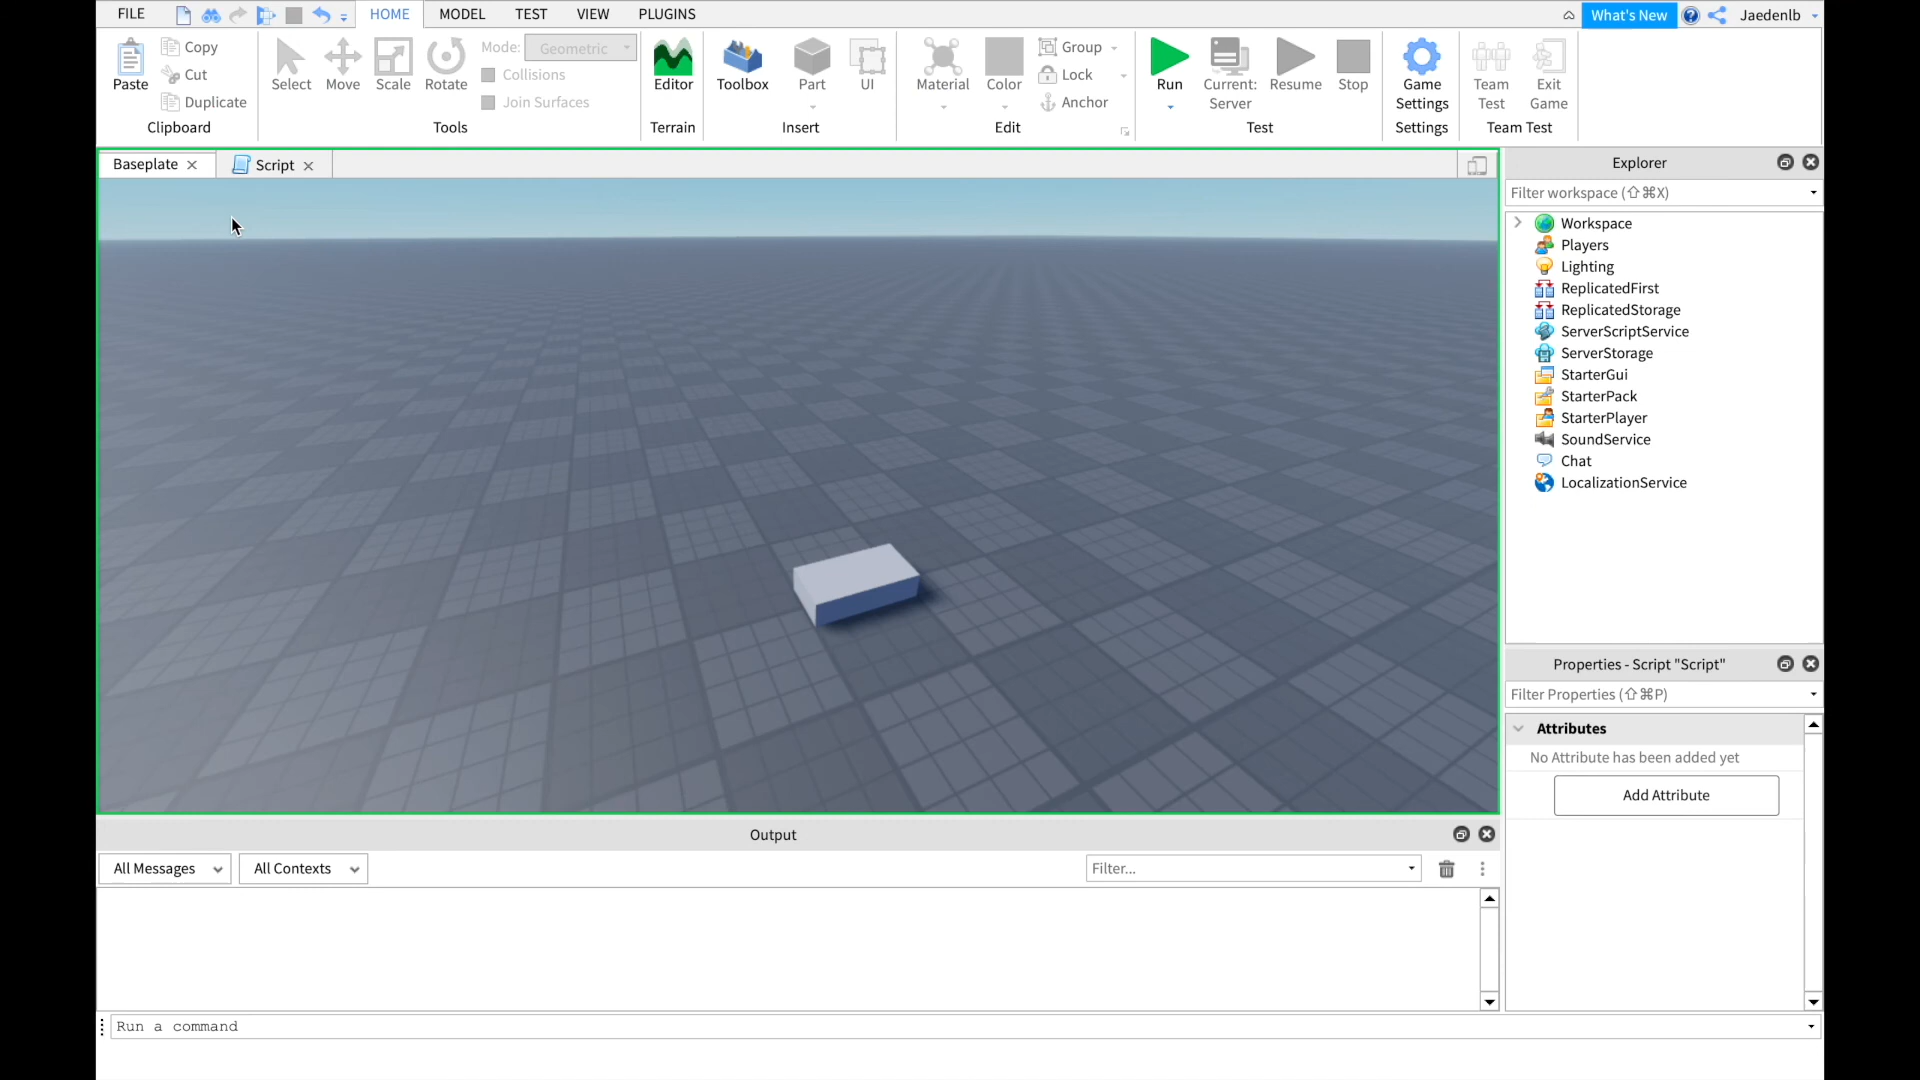 FILE HOME MODEL TEST VIEW PLUGINS What's New Jaedenlb
Paste Copy Cut Duplicate
Clipboard
Select Move Scale Rotate Mode: Geometric
Collisions
Join Surfaces
Tools
Editor
Terrain
Toolbox Part UI
Insert
Material Color Group
Lock
Anchor
Edit
Run Current: Server Resume Stop
Test
Game Settings
Settings
Team Test Exit Game
Team Test
Baseplate Script
Explorer
Filter workspace (⇧⌘X)
Workspace
Players
Lighting
ReplicatedFirst
ReplicatedStorage
ServerScriptService
ServerStorage
StarterGui
StarterPack
StarterPlayer
SoundService
Chat
LocalizationService
Properties - Script "Script"
Filter Properties (⇧⌘P)
Attributes
No Attribute has been added yet
Add Attribute
Output
All Messages All Contexts Filter...
Run a command